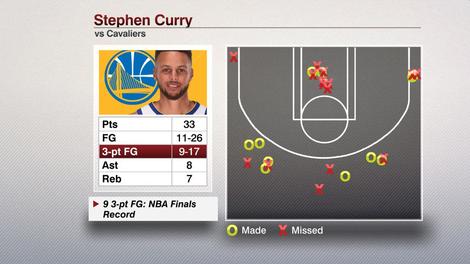 Stephen Curry
vs Cavaliers
Pts 33
FG 11-26
3-pt FG 9-17
Ast 8
Reb 7
9 3-pt FG: NBA Finals
Record
Made Missed